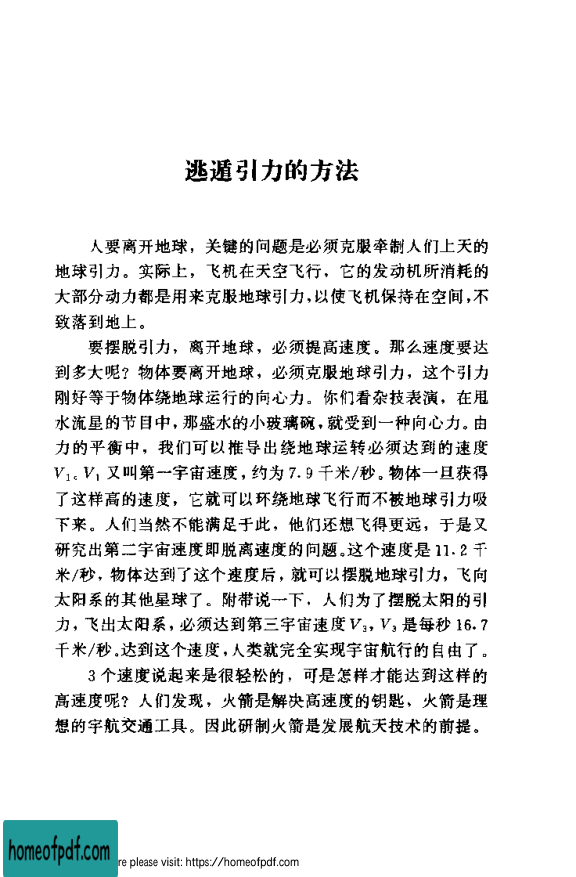 逃遁引力的方法
人要离开地球，关键的问题是必须克服牵制人们上天的
地球引力。实际上，飞机在天空飞行，它的发动机所消耗的
大部分动力都是用来克服地球引力，以使飞机保持在空间，不
致落到地上。
要摆脱引力，离开地球，必须提高速度。那么速度要达
到多大呢？物体要离开地球，必须克服地球引力，这个引力
刚好等于物体绕地球运行的向心力。你们看杂技表演，在甩
水流星的节目中，那盛水的小玻璃碗，就受到一种向心力。由
力的平衡中，我们可以推导出绕地球运转必须达到的速度
V₁。V₁ 又叫第一宇宙速度，约为 7.9 千米/秒。物体一旦获得
了这样高的速度，它就可以环绕地球飞行而不被地球引力吸
下来。人们当然不能满足于此，他们还想飞得更远，于是又
研究出第二宇宙速度即脱离速度的问题。这个速度是 11.2 千
米/秒，物体达到了这个速度后，就可以摆脱地球引力，飞向
太阳系的其他星球了。附带说一下，人们为了摆脱太阳的引
力，飞出太阳系，必须达到第三宇宙速度 V₃，V₃ 是每秒 16.7
千米/秒。达到这个速度，人类就完全实现宇宙航行的自由了。
3 个速度说起来是很轻松的，可是怎样才能达到这样的
高速度呢？人们发现，火箭是解决高速度的钥匙，火箭是理
想的宇航交通工具。因此研制火箭是发展航天技术的前提。
homeofpdf.com
re please visit: https://homeofpdf.com